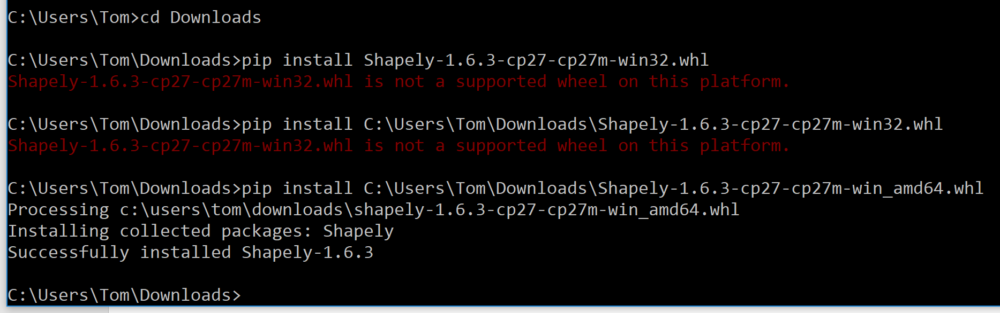 C:\Users\Tom>cd Downloads
C:\Users\Tom\Downloads>pip install Shapely-1.6.3-cp27-cp27m-win32.whl
Shapely-1.6.3-cp27-cp27m-win32.whl is not a supported wheel on this platform.
C:\Users\Tom\Downloads>pip install C:\Users\Tom\Downloads\Shapely-1.6.3-cp27-cp27m-win32.whl
Shapely-1.6.3-cp27-cp27m-win32.whl is not a supported wheel on this platform.
C:\Users\Tom\Downloads>pip install C:\Users\Tom\Downloads\Shapely-1.6.3-cp27-cp27m-win_amd64.whl
Processing c:\users\tom\downloads\shapely-1.6.3-cp27-cp27m-win_amd64.whl
Installing collected packages: Shapely
Successfully installed Shapely-1.6.3
C:\Users\Tom\Downloads>